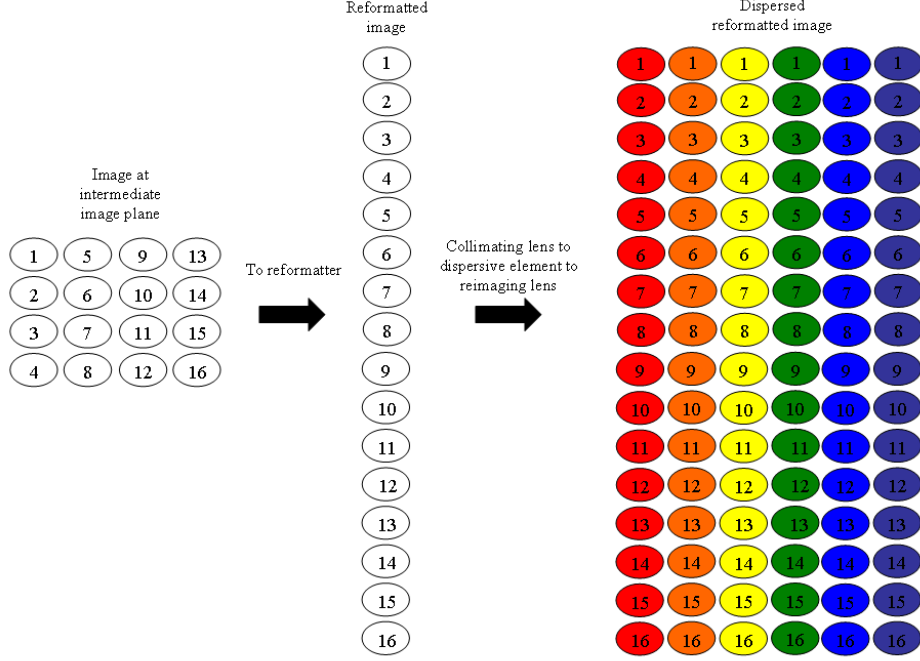 Image at
intermediate
image plane
1 5 9 13
2 6 10 14
3 7 11 15
4 8 12 16
To reformatter
Reformatted
image
1
2
3
4
5
6
7
8
9
10
11
12
13
14
15
16
Collimating lens to
dispersive element to
reimaging lens
Dispersed
reformatted image
1 1 1 1 1 1
2 2 2 2 2 2
3 3 3 3 3 3
4 4 4 4 4 4
5 5 5 5 5 5
6 6 6 6 6 6
7 7 7 7 7 7
8 8 8 8 8 8
9 9 9 9 9 9
10 10 10 10 10 10
11 11 11 11 11 11
12 12 12 12 12 12
13 13 13 13 13 13
14 14 14 14 14 14
15 15 15 15 15 15
16 16 16 16 16 16